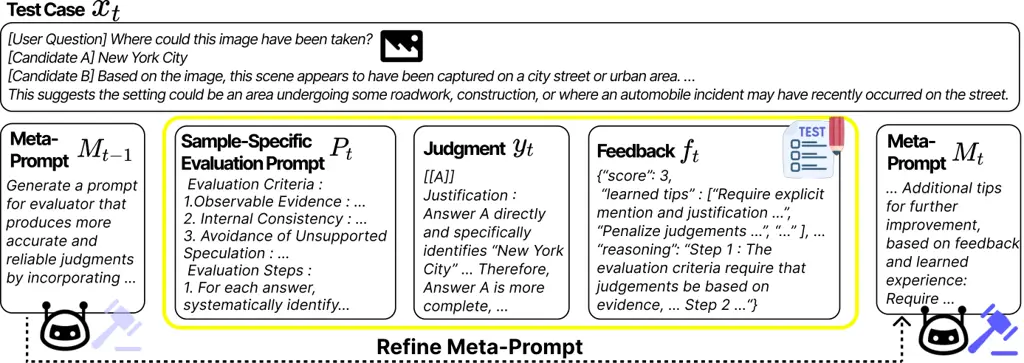 Test Case x_t
[User Question] Where could this image have been taken?
[Candidate A] New York City
[Candidate B] Based on the image, this scene appears to have been captured on a city street or urban area. ...
This suggests the setting could be an area undergoing some roadwork, construction, or where an automobile incident may have recently occurred on the street.
Meta-
Prompt M_{t-1}
Generate a prompt
for evaluator that
produces more
accurate and
reliable judgments
by incorporating ...
Sample-Specific
Evaluation Prompt P_t
Evaluation Criteria :
1.Observable Evidence : ...
2. Internal Consistency : ...
3. Avoidance of Unsupported
Speculation : ...
Evaluation Steps :
1. For each answer,
systematically identify...
Judgment y_t
[[A]]
Justification :
Answer A directly
and specifically
identifies “New York
City” ... Therefore,
Answer A is more
complete, ...
Feedback f_t
TEST
{“score”: 3,
“learned tips” : [“Require explicit
mention and justification ...”,
“Penalize judgements ...”, “...” ], ...
“reasoning”: “Step 1 : The
evaluation criteria require that
judgements be based on
evidence, ... Step 2 ...“}
Meta-
Prompt M_t
... Additional tips
for further
improvement,
based on feedback
and learned
experience:
Require ...
Refine Meta-Prompt